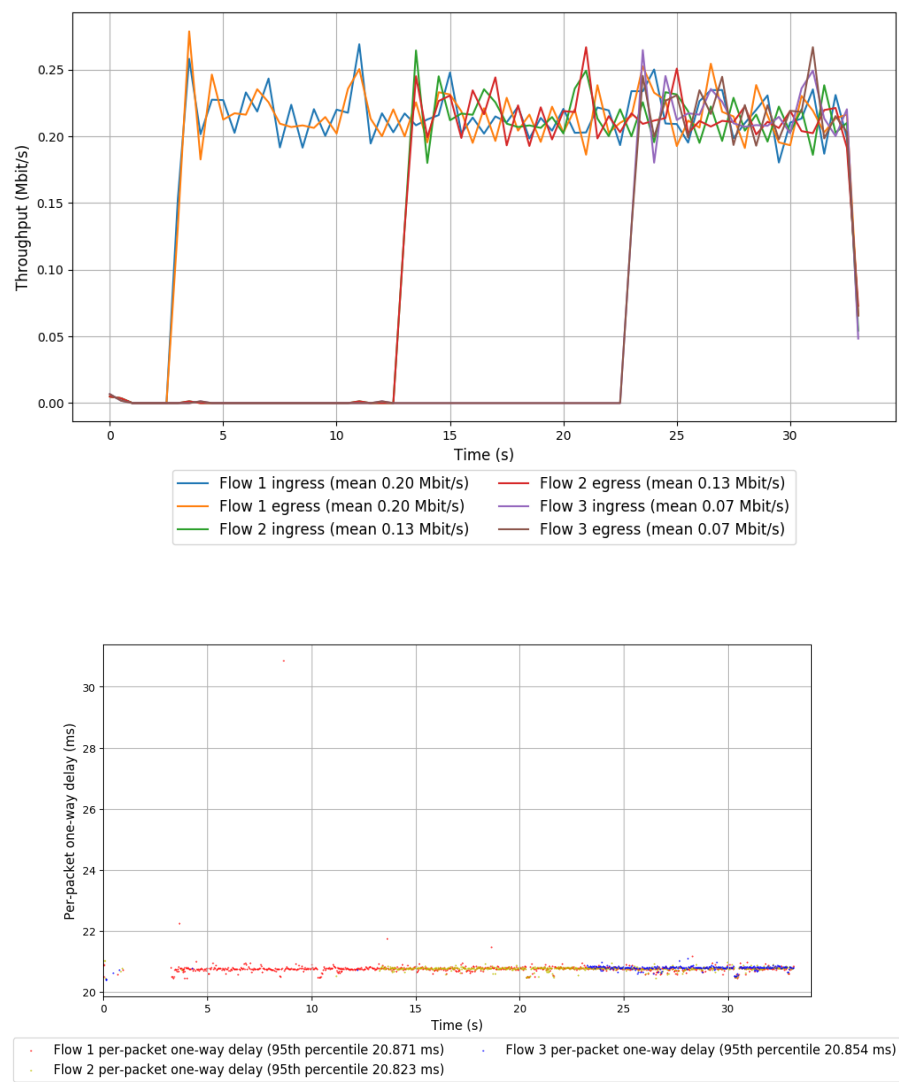 0.25
0.20
0.15
0.10
0.05
0.00
Throughput (Mbit/s)
0 5 10 15 20 25 30
Time (s)
Flow 1 ingress (mean 0.20 Mbit/s)
Flow 1 egress (mean 0.20 Mbit/s)
Flow 2 ingress (mean 0.13 Mbit/s)
Flow 2 egress (mean 0.13 Mbit/s)
Flow 3 ingress (mean 0.07 Mbit/s)
Flow 3 egress (mean 0.07 Mbit/s)
30
28
26
24
22
20
Per-packet one-way delay (ms)
0 5 10 15 20 25 30
Time (s)
Flow 1 per-packet one-way delay (95th percentile 20.871 ms)
Flow 2 per-packet one-way delay (95th percentile 20.823 ms)
Flow 3 per-packet one-way delay (95th percentile 20.854 ms)